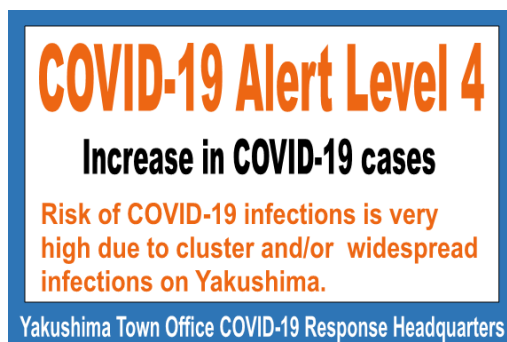 COVID-19 Alert Level 4
Increase in COVID-19 cases
Risk of COVID-19 infections is very
high due to cluster and/or widespread
infections on Yakushima.
Yakushima Town Office COVID-19 Response Headquarters